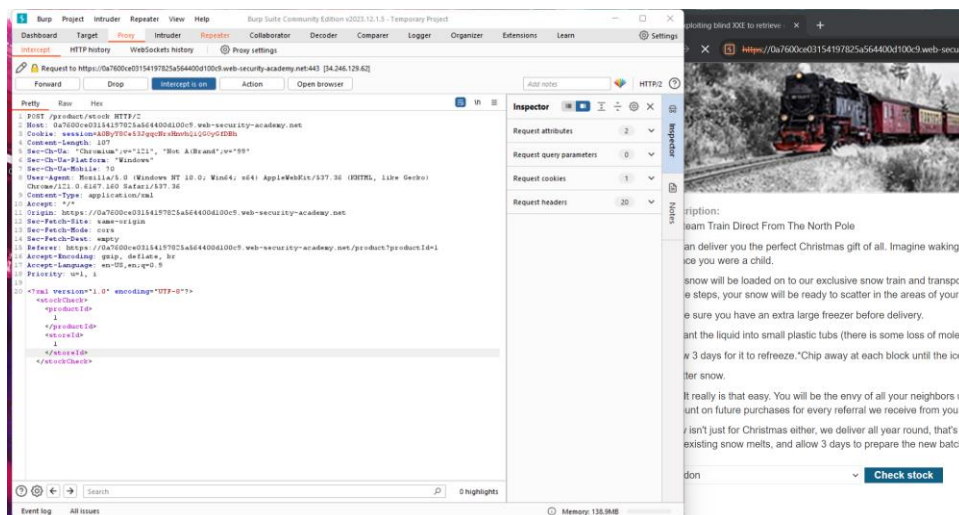 Burp Project Intruder Repeater View Help Burp Suite Community Edition v2023.12.1.5 - Temporary Project
Dashboard Target Proxy Intruder Repeater Collaborator Decoder Comparer Logger Organizer Extensions Learn Settings
Intercept HTTP history WebSockets history Proxy settings
Request to https://0a7600ce03154197825a564400d100c9.web-security-academy.net:443 [34.246.129.62]
Forward Drop Intercept is on Action Open browser Add notes HTTP/2
Pretty Raw Hex
1 POST /product/stock HTTP/2
2 Host: 0a7600ce03154197825a564400d100c9.web-security-academy.net
3 Cookie:
4 Content-Length: 107
5 Sec-Ch-Ua: "Chromium";v="121", "Not A(Brand";v="99"
6 Sec-Ch-Ua-Platform: "Windows"
7 Sec-Ch-Ua-Mobile: ?0
8 User-Agent: Mozilla/5.0 (Windows NT 10.0; Win64; x64) AppleWebKit/537.36 (KHTML, like Gecko)
Chrome/121.0.6167.160 Safari/537.36
9 Content-Type: application/xml
10 Accept: */*
11 Origin: https://0a7600ce03154197825a564400d100c9.web-security-academy.net
12 Sec-Fetch-Site: same-origin
13 Sec-Fetch-Mode: cors
14 Sec-Fetch-Dest: empty
15 Referer: https://0a7600ce03154197825a564400d100c9.web-security-academy.net/product?productId=1
16 Accept-Encoding: gzip, deflate, br
17 Accept-Language: en-US,en;q=0.9
18 Priority: u=1, i
19
20 <?xml version="1.0" encoding="UTF-8"?>
<stockCheck>
<productId>
1
</productId>
<storeId>
1
</storeId>
</stockCheck>
Inspector
Request attributes 2
Request query parameters 0
Request cookies 1
Request headers 20
Inspector
Notes
Search 0 highlights
Event log All issues Memory: 138.9MB
xploiting blind XXE to retrieve
https://0a7600ce03154197825a564400d100c9.web-secu
cription:
team Train Direct From The North Pole
an deliver you the perfect Christmas gift of all. Imagine waking
ce you were a child.
snow will be loaded on to our exclusive snow train and transpo
e steps, your snow will be ready to scatter in the areas of your
e sure you have an extra large freezer before delivery.
ant the liquid into small plastic tubs (there is some loss of mole
w 3 days for it to refreeze.*Chip away at each block until the ice
tter snow.
It really is that easy. You will be the envy of all your neighbors u
unt on future purchases for every referral we receive from you
isn't just for Christmas either, we deliver all year round, that's
existing snow melts, and allow 3 days to prepare the new batc
don Check stock